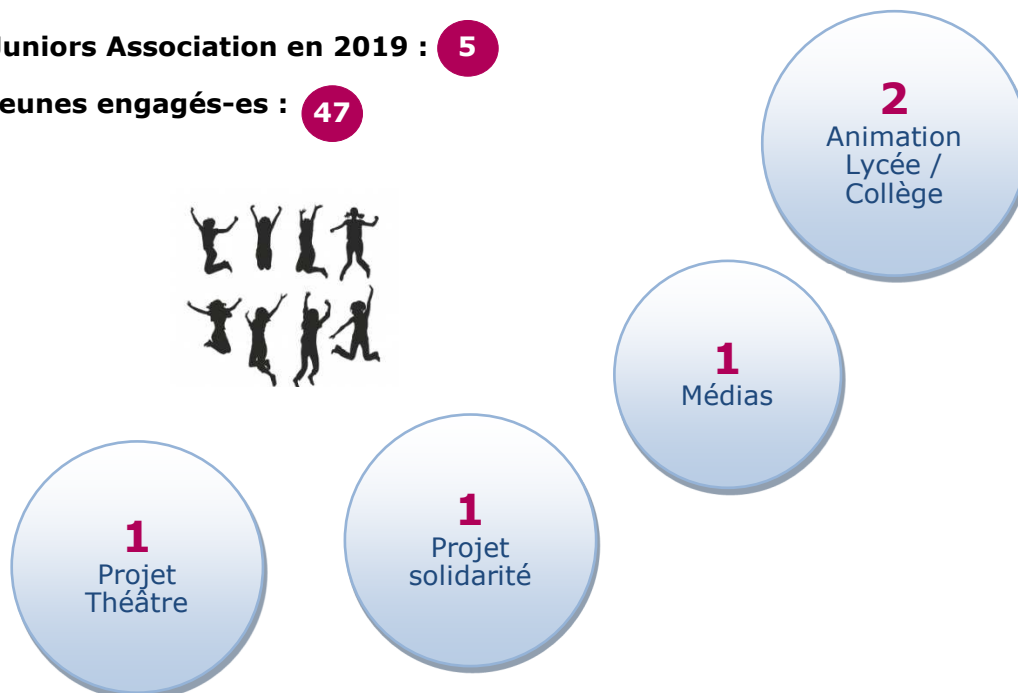 Juniors Association en 2019 : 5
eunes engagés-es : 47
2
Animation
Lycée /
Collège
1
Médias
1
Projet
solidarité
1
Projet
Théâtre